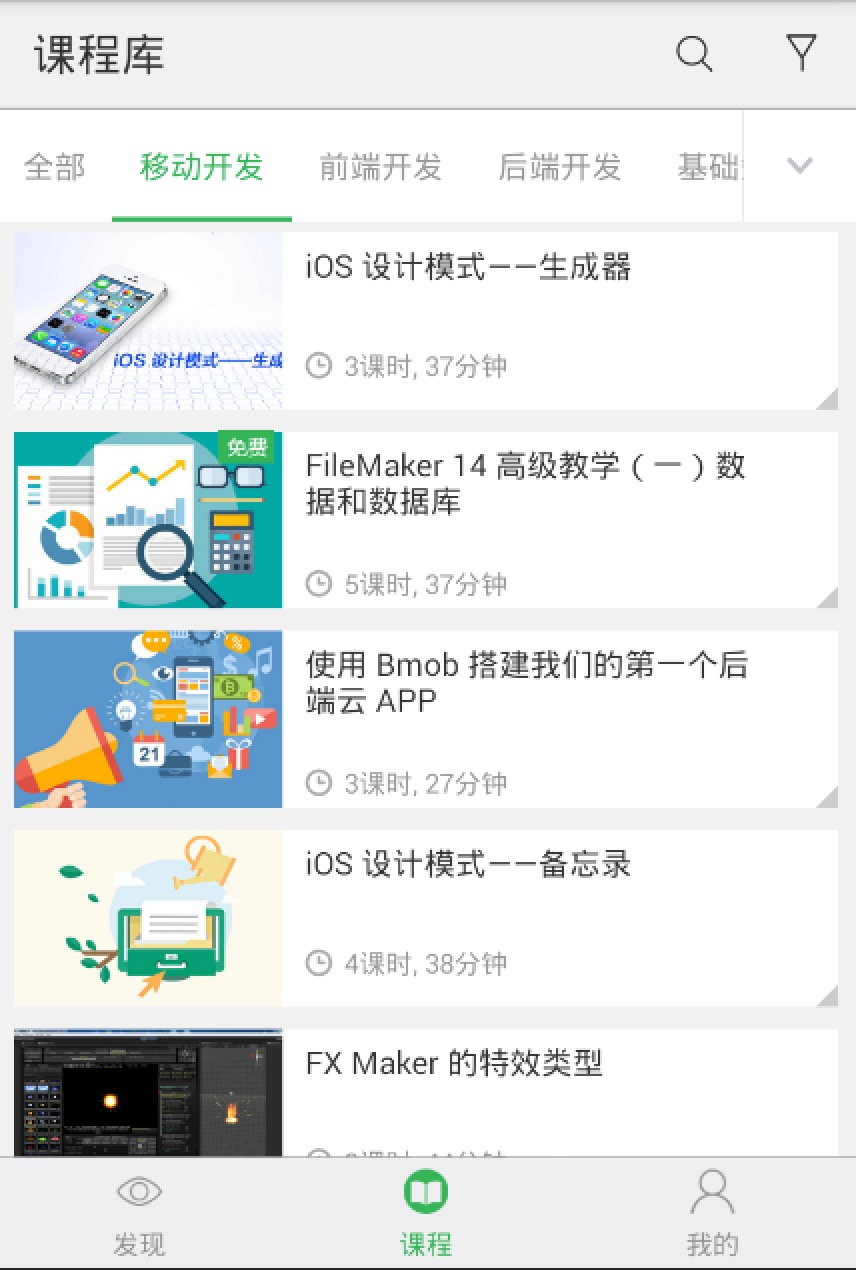 课程库
全部 移动开发 前端开发 后端开发 基础
iOS 设计模式——生成器
iOS 设计模式——生成
3课时, 37分钟
免费
FileMaker 14 高级教学（一）数
据和数据库
5课时, 37分钟
使用 Bmob 搭建我们的第一个后
端云 APP
21
3课时, 27分钟
iOS 设计模式——备忘录
4课时, 38分钟
FX Maker 的特效类型
发现 课程 我的